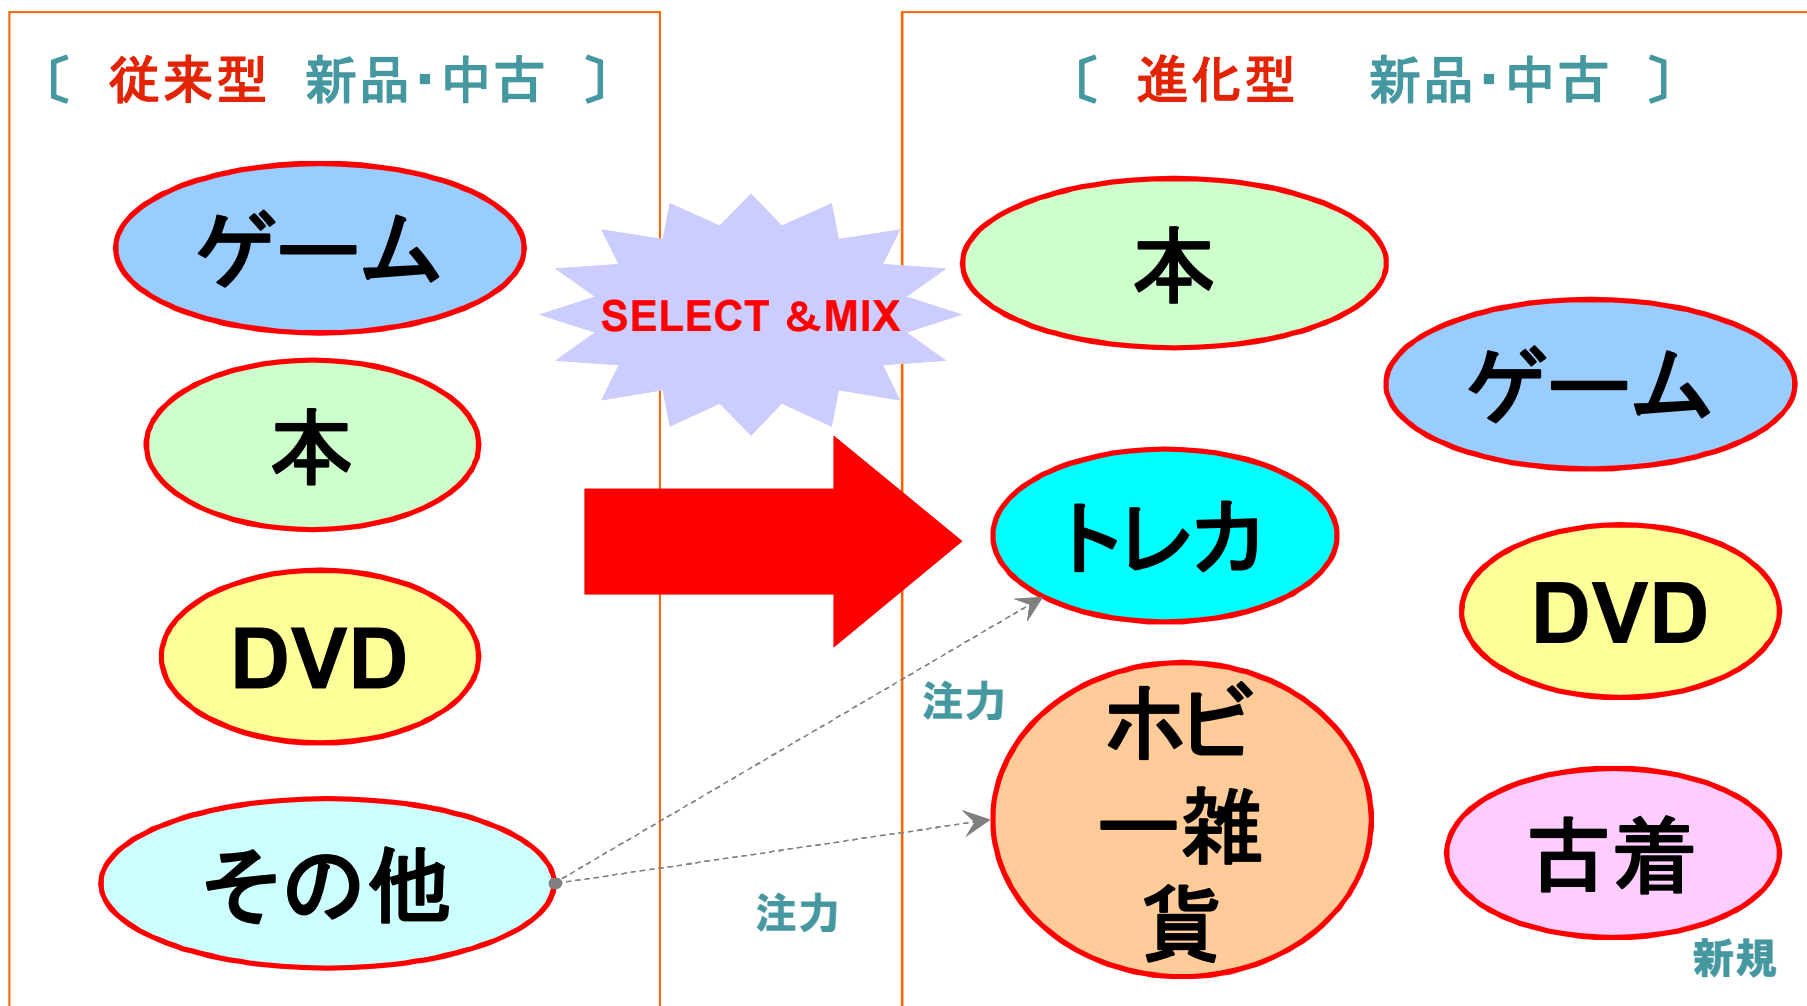 〔 従来型 新品・中古 〕
ゲーム
本
DVD
その他
SELECT &MIX
注力
注力
〔 進化型 新品・中古 〕
本
ゲーム
トレカ
DVD
ホビ
ー雑
貨
古着
新規